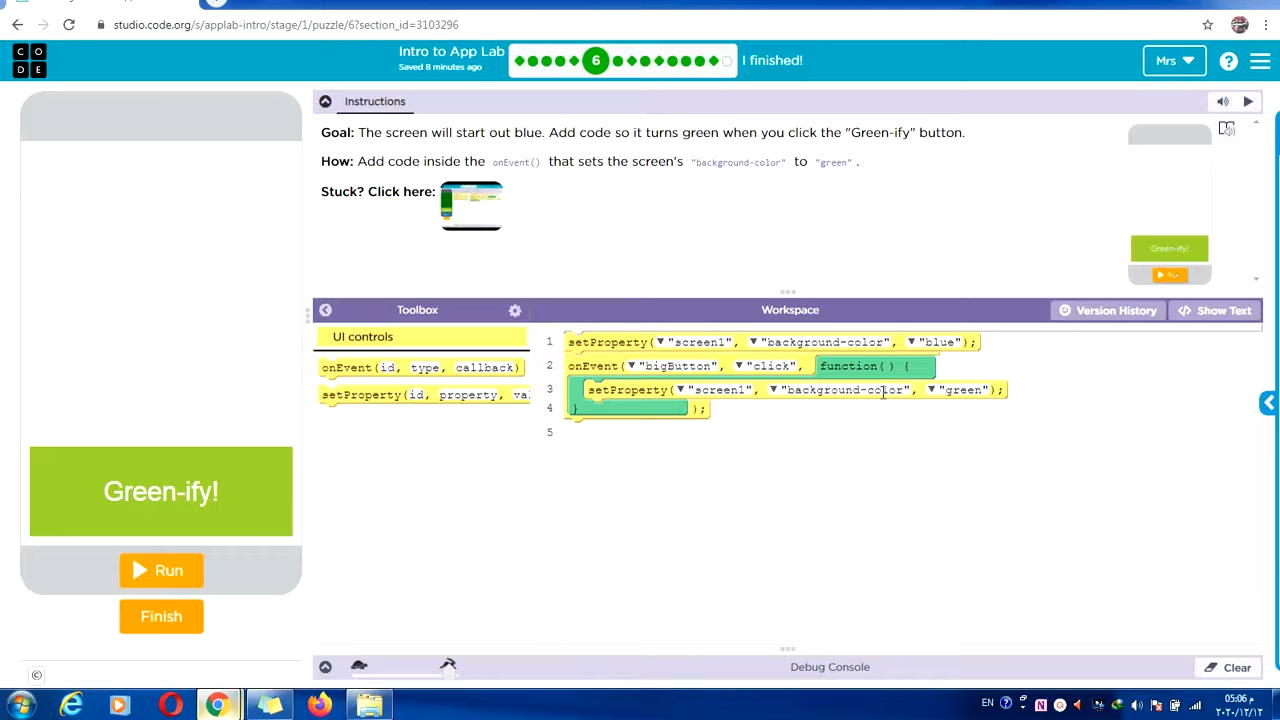 studio.code.org/s/applab-intro/stage/1/puzzle/6?section_id=3103296
C O
D E
Intro to App Lab
Saved 8 minutes ago
6
I finished!
Mrs
?
Instructions
Goal: The screen will start out blue. Add code so it turns green when you click the "Green-ify" button.
How: Add code inside the onEvent() that sets the screen's "background-color" to "green" .
Stuck? Click here:
Green-ify!
Run
Toolbox
Workspace
Version History
</> Show Text
UI controls
onEvent(id, type, callback)
setProperty(id, property, val
1 setProperty( "screen1", "background-color", "blue");
2 onEvent( "bigButton", "click", function( ) {
3 setProperty( "screen1", "background-color", "green");
4 } );
5
Green-ify!
Run
Finish
©
Debug Console
Clear
EN
05:06 م
٢٠٢٠/١٢/١٢